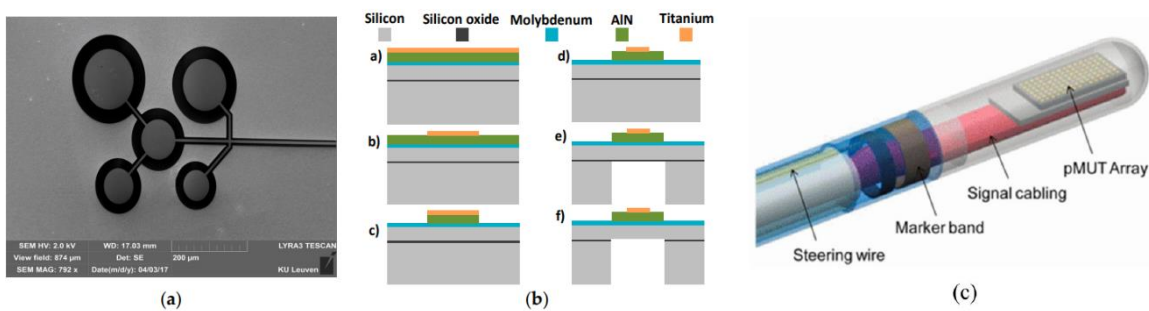 SEM HV: 2.0 kV WD: 17.03 mm LYRA3 TESCAN
View field: 874 µm Det: SE 200 µm
SEM MAG: 792 x Date(m/d/y): 04/03/17 KU Leuven
(a)
Silicon Silicon oxide Molybdenum AlN Titanium
a) d)
b) e)
c) f)
(b)
pMUT Array
Signal cabling
Marker band
Steering wire
(c)